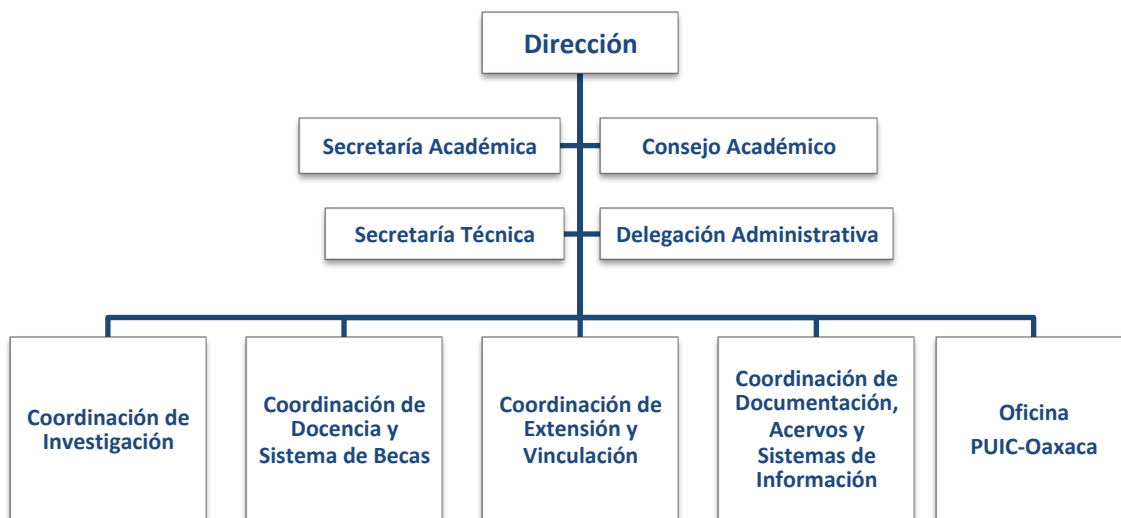 Dirección
Secretaría Académica
Consejo Académico
Secretaría Técnica
Delegación Administrativa
Coordinación de
Investigación
Coordinación de
Docencia y
Sistema de Becas
Coordinación de
Extensión y
Vinculación
Coordinación de
Documentación,
Acervos y
Sistemas de
Información
Oficina
PUIC-Oaxaca